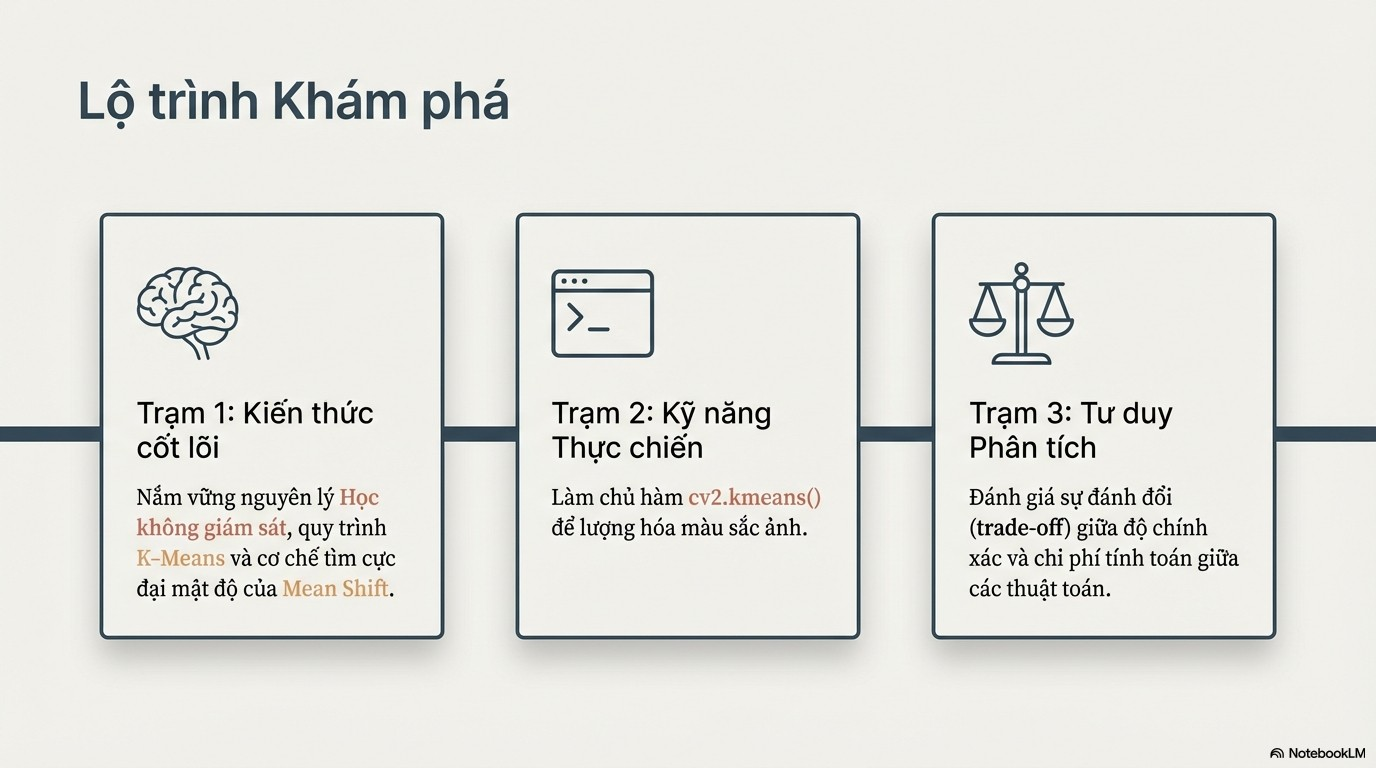 Lộ trình Khám phá
Trạm 1: Kiến thức
cốt lõi
Nắm vững nguyên lý Học
không giám sát, quy trình
K-Means và cơ chế tìm cực
đại mật độ của Mean Shift.
Trạm 2: Kỹ năng
Thực chiến
Làm chủ hàm cv2.kmeans()
để lượng hóa màu sắc ảnh.
Trạm 3: Tư duy
Phân tích
Đánh giá sự đánh đổi
(trade-off) giữa độ chính
xác và chi phí tính toán giữa
các thuật toán.
NotebookLM